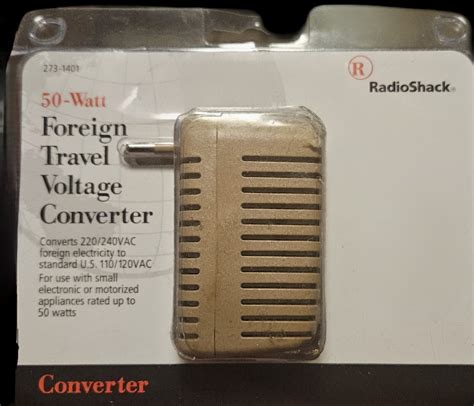 273-1401
R
RadioShack®
50-Watt
Foreign
Travel
Voltage
Converter
Converts 220/240VAC
foreign electricity to
standard U.S. 110/120VAC
For use with small
electronic or motorized
appliances rated up to
50 watts
Converter